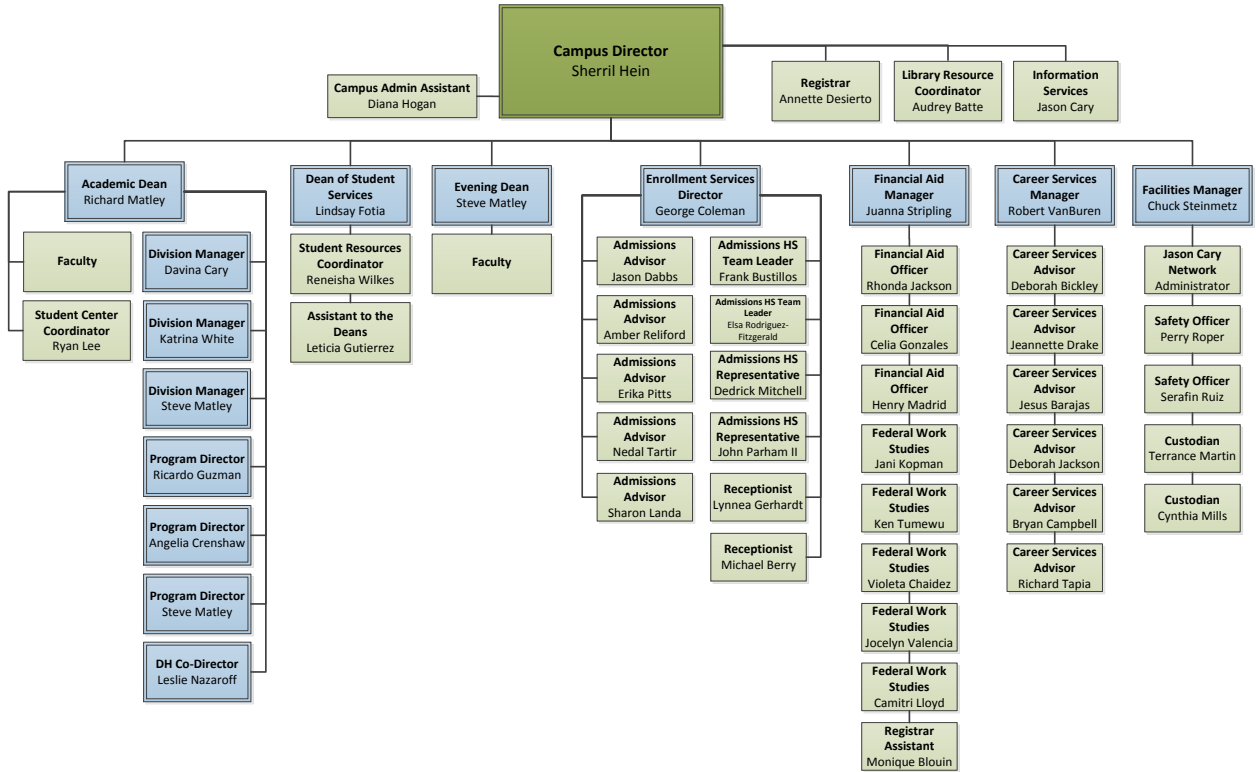 Campus Director
Sherril Hein
Campus Admin Assistant
Diana Hogan
Registrar
Annette Desierto
Library Resource
Coordinator
Audrey Batte
Information
Services
Jason Cary
Academic Dean
Richard Matley
Faculty
Student Center
Coordinator
Ryan Lee
Division Manager
Davina Cary
Division Manager
Katrina White
Division Manager
Steve Matley
Program Director
Ricardo Guzman
Program Director
Angelia Crenshaw
Program Director
Steve Matley
DH Co-Director
Leslie Nazaroff
Dean of Student
Services
Lindsay Fotia
Student Resources
Coordinator
Reneisha Wilkes
Assistant to the
Deans
Leticia Gutierrez
Evening Dean
Steve Matley
Faculty
Enrollment Services
Director
George Coleman
Admissions
Advisor
Jason Dabbs
Admissions
Advisor
Amber Reliford
Admissions
Advisor
Erika Pitts
Admissions
Advisor
Nedal Tartir
Admissions
Advisor
Sharon Landa
Admissions HS
Team Leader
Frank Bustillos
Admissions HS Team
Leader
Elsa Rodriguez-
Fitzgerald
Admissions HS
Representative
Dedrick Mitchell
Admissions HS
Representative
John Parham II
Receptionist
Lynnea Gerhardt
Receptionist
Michael Berry
Financial Aid
Manager
Juanna Stripling
Financial Aid
Officer
Rhonda Jackson
Financial Aid
Officer
Celia Gonzales
Financial Aid
Officer
Henry Madrid
Federal Work
Studies
Jani Kopman
Federal Work
Studies
Ken Tumewu
Federal Work
Studies
Violeta Chaidez
Federal Work
Studies
Jocelyn Valencia
Federal Work
Studies
Camitri Lloyd
Registrar
Assistant
Monique Blouin
Career Services
Manager
Robert VanBuren
Career Services
Advisor
Deborah Bickley
Career Services
Advisor
Jeannette Drake
Career Services
Advisor
Jesus Barajas
Career Services
Advisor
Deborah Jackson
Career Services
Advisor
Bryan Campbell
Career Services
Advisor
Richard Tapia
Facilities Manager
Chuck Steinmetz
Jason Cary
Network
Administrator
Safety Officer
Perry Roper
Safety Officer
Serafin Ruiz
Custodian
Terrance Martin
Custodian
Cynthia Mills